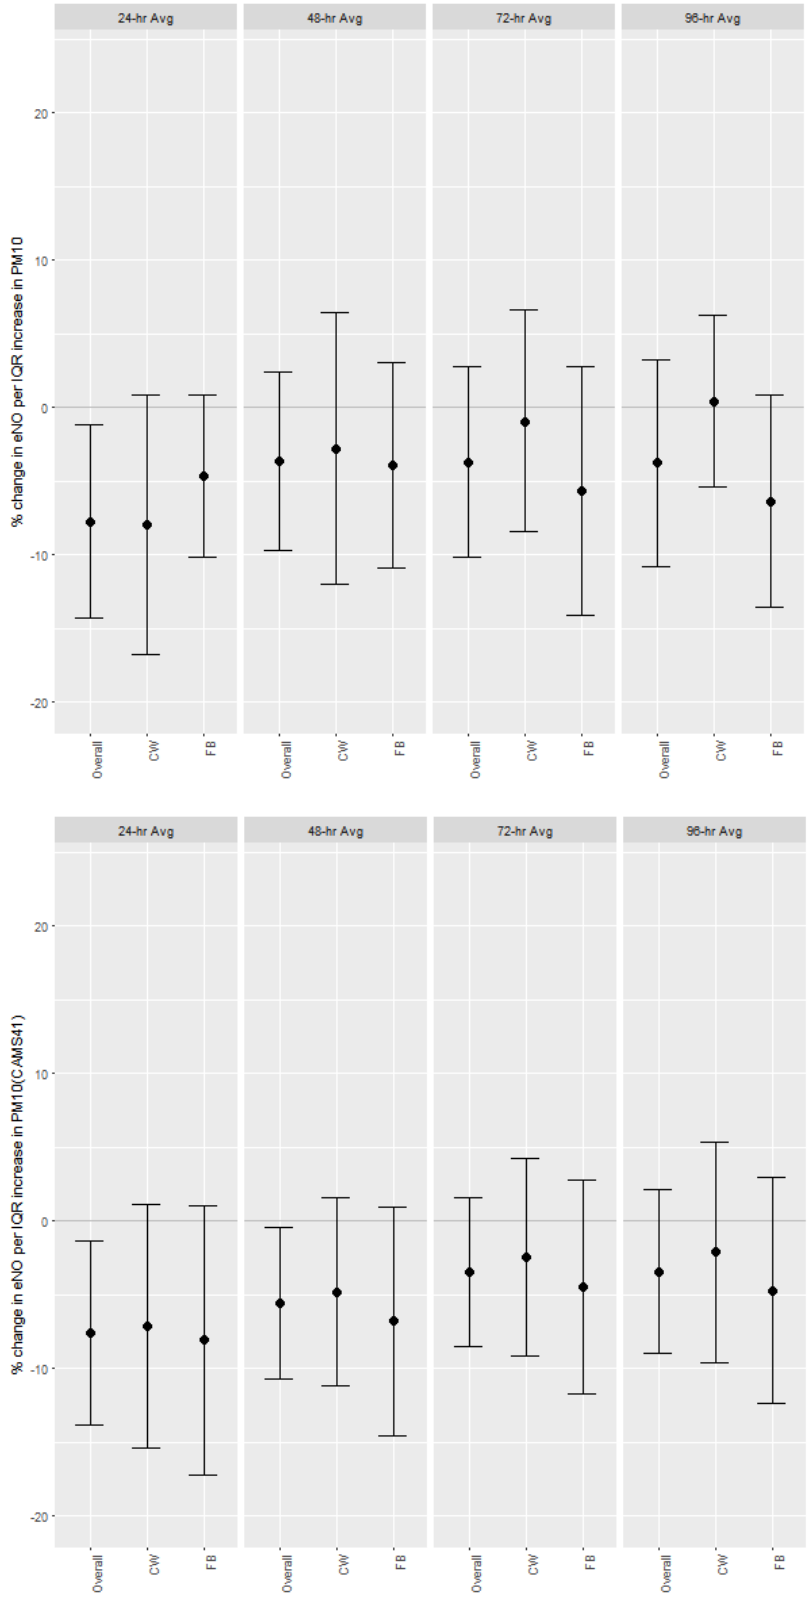 24-hr Avg 48-hr Avg 72-hr Avg 96-hr Avg
% change in eNO per IQR increase in PM10
20
10
0
-10
-20
Overall CW FB Overall CW FB Overall CW FB Overall CW FB
24-hr Avg 48-hr Avg 72-hr Avg 96-hr Avg
% change in eNO per IQR increase in PM10(CAMS41)
20
10
0
-10
-20
Overall CW FB Overall CW FB Overall CW FB Overall CW FB